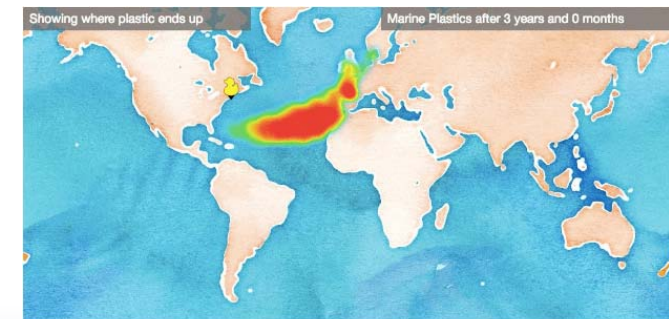 Showing where plastic ends up
Marine Plastics after 3 years and 0 months